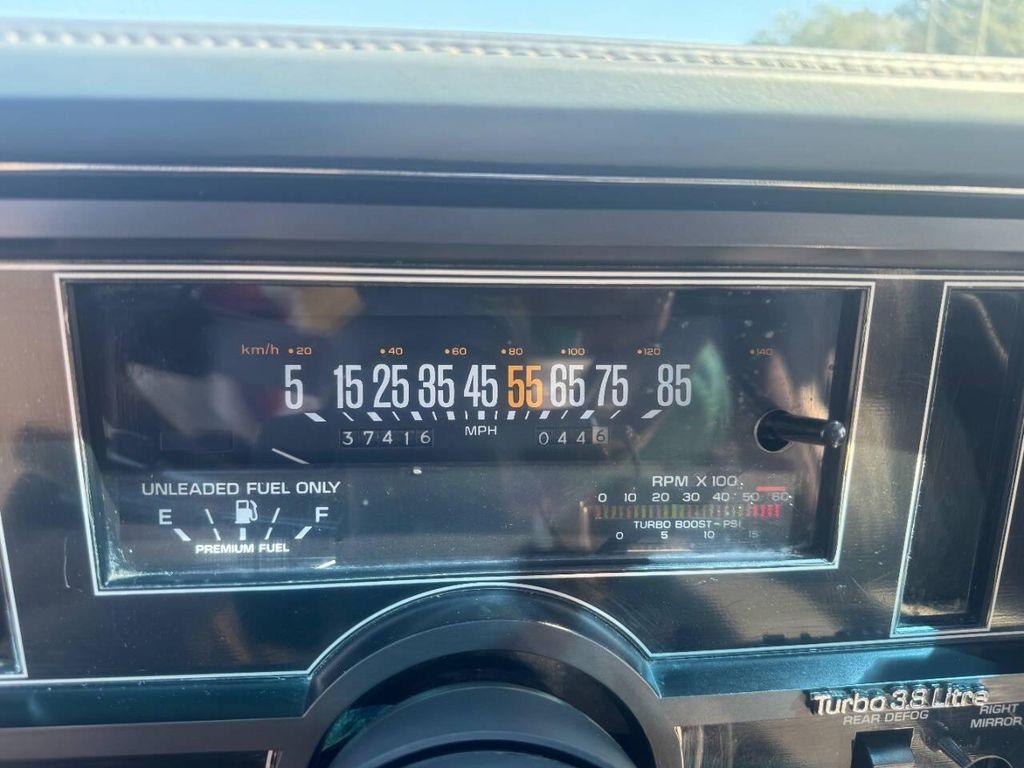 km/h 20 40 60 80 100 120 140
5 15 25 35 45 55 65 75 85
MPH
37416 0446
UNLEADED FUEL ONLY
E F
PREMIUM FUEL
RPM X 100
0 10 20 30 40 50 60
TURBO BOOST-PSI
0 5 10 15
Turbo 3.8 Litre
REAR DEFOG
RIGHT
MIRROR